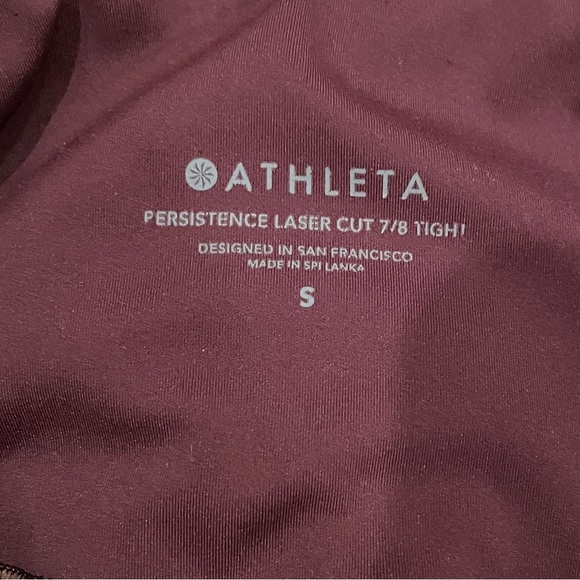 ATHLETA
PERSISTENCE LASER CUT 7/8 TIGHT
DESIGNED IN SAN FRANCISCO
MADE IN SRI LANKA
S